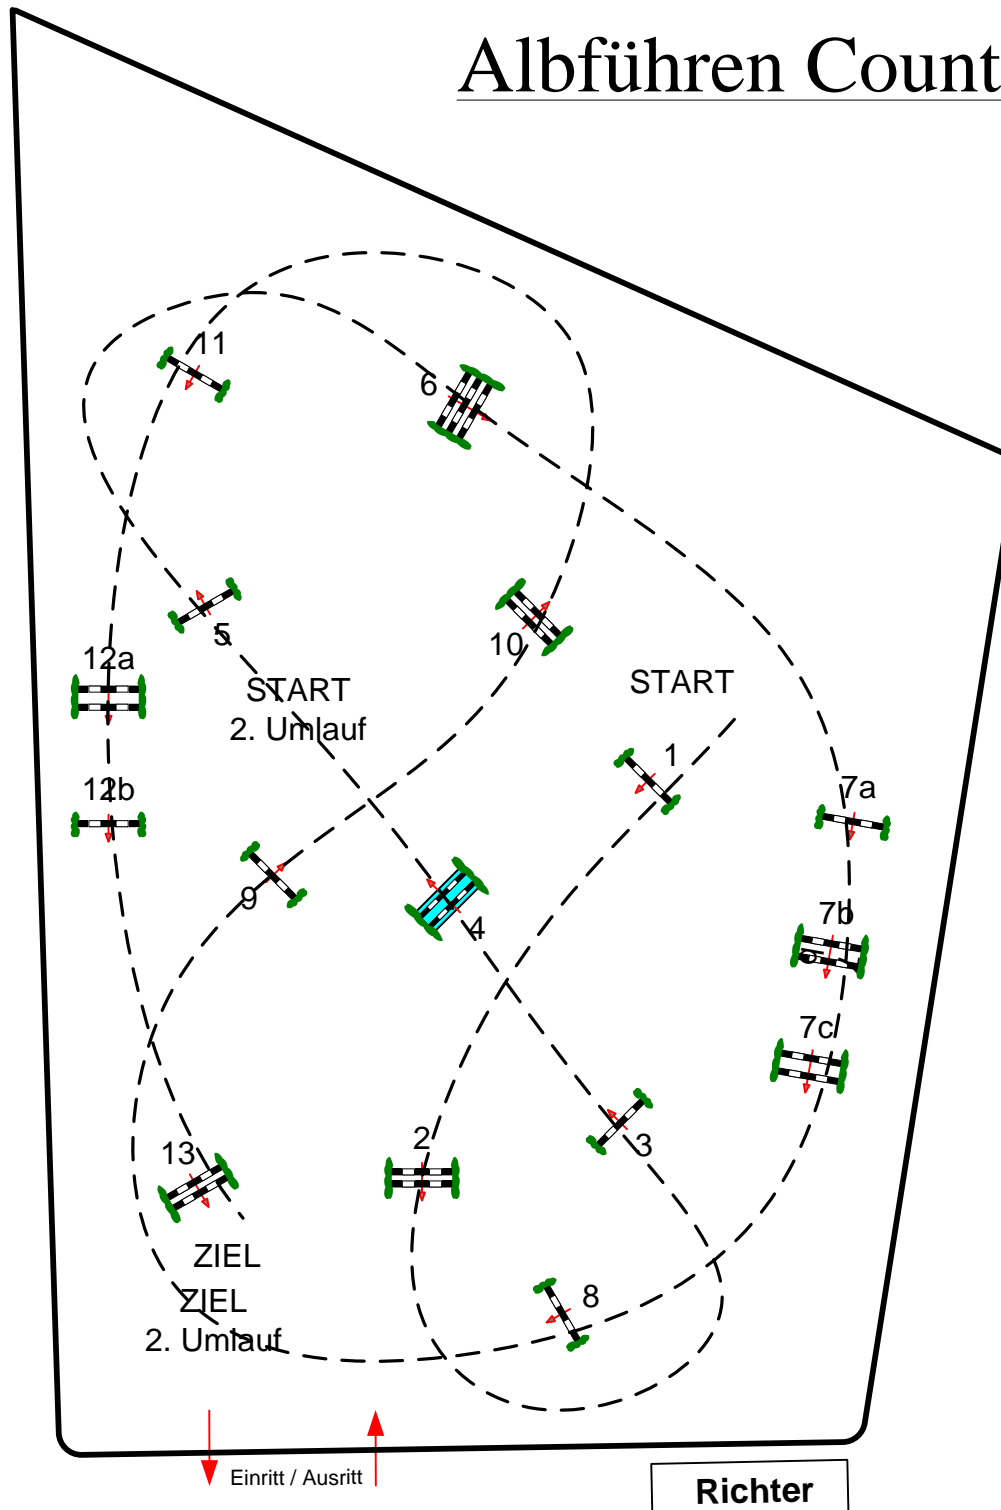 Albführen Count
11
6
5
10
12a
START
2. Umlauf
START
1
12b
7a
9
4
7b
7c
2
3
13
ZIEL
8
ZIEL
2. Umlauf
Einritt / Ausritt
Richter